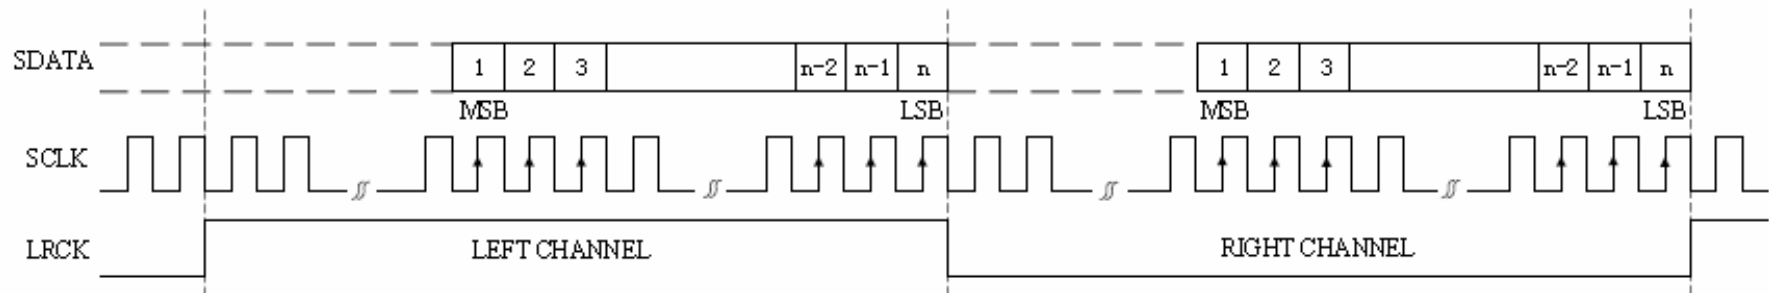 SDATA 1 2 3 n-2 n-1 n 1 2 3 n-2 n-1 n
MSB LSB MSB LSB
SCLK
LRCK LEFT CHANNEL RIGHT CHANNEL